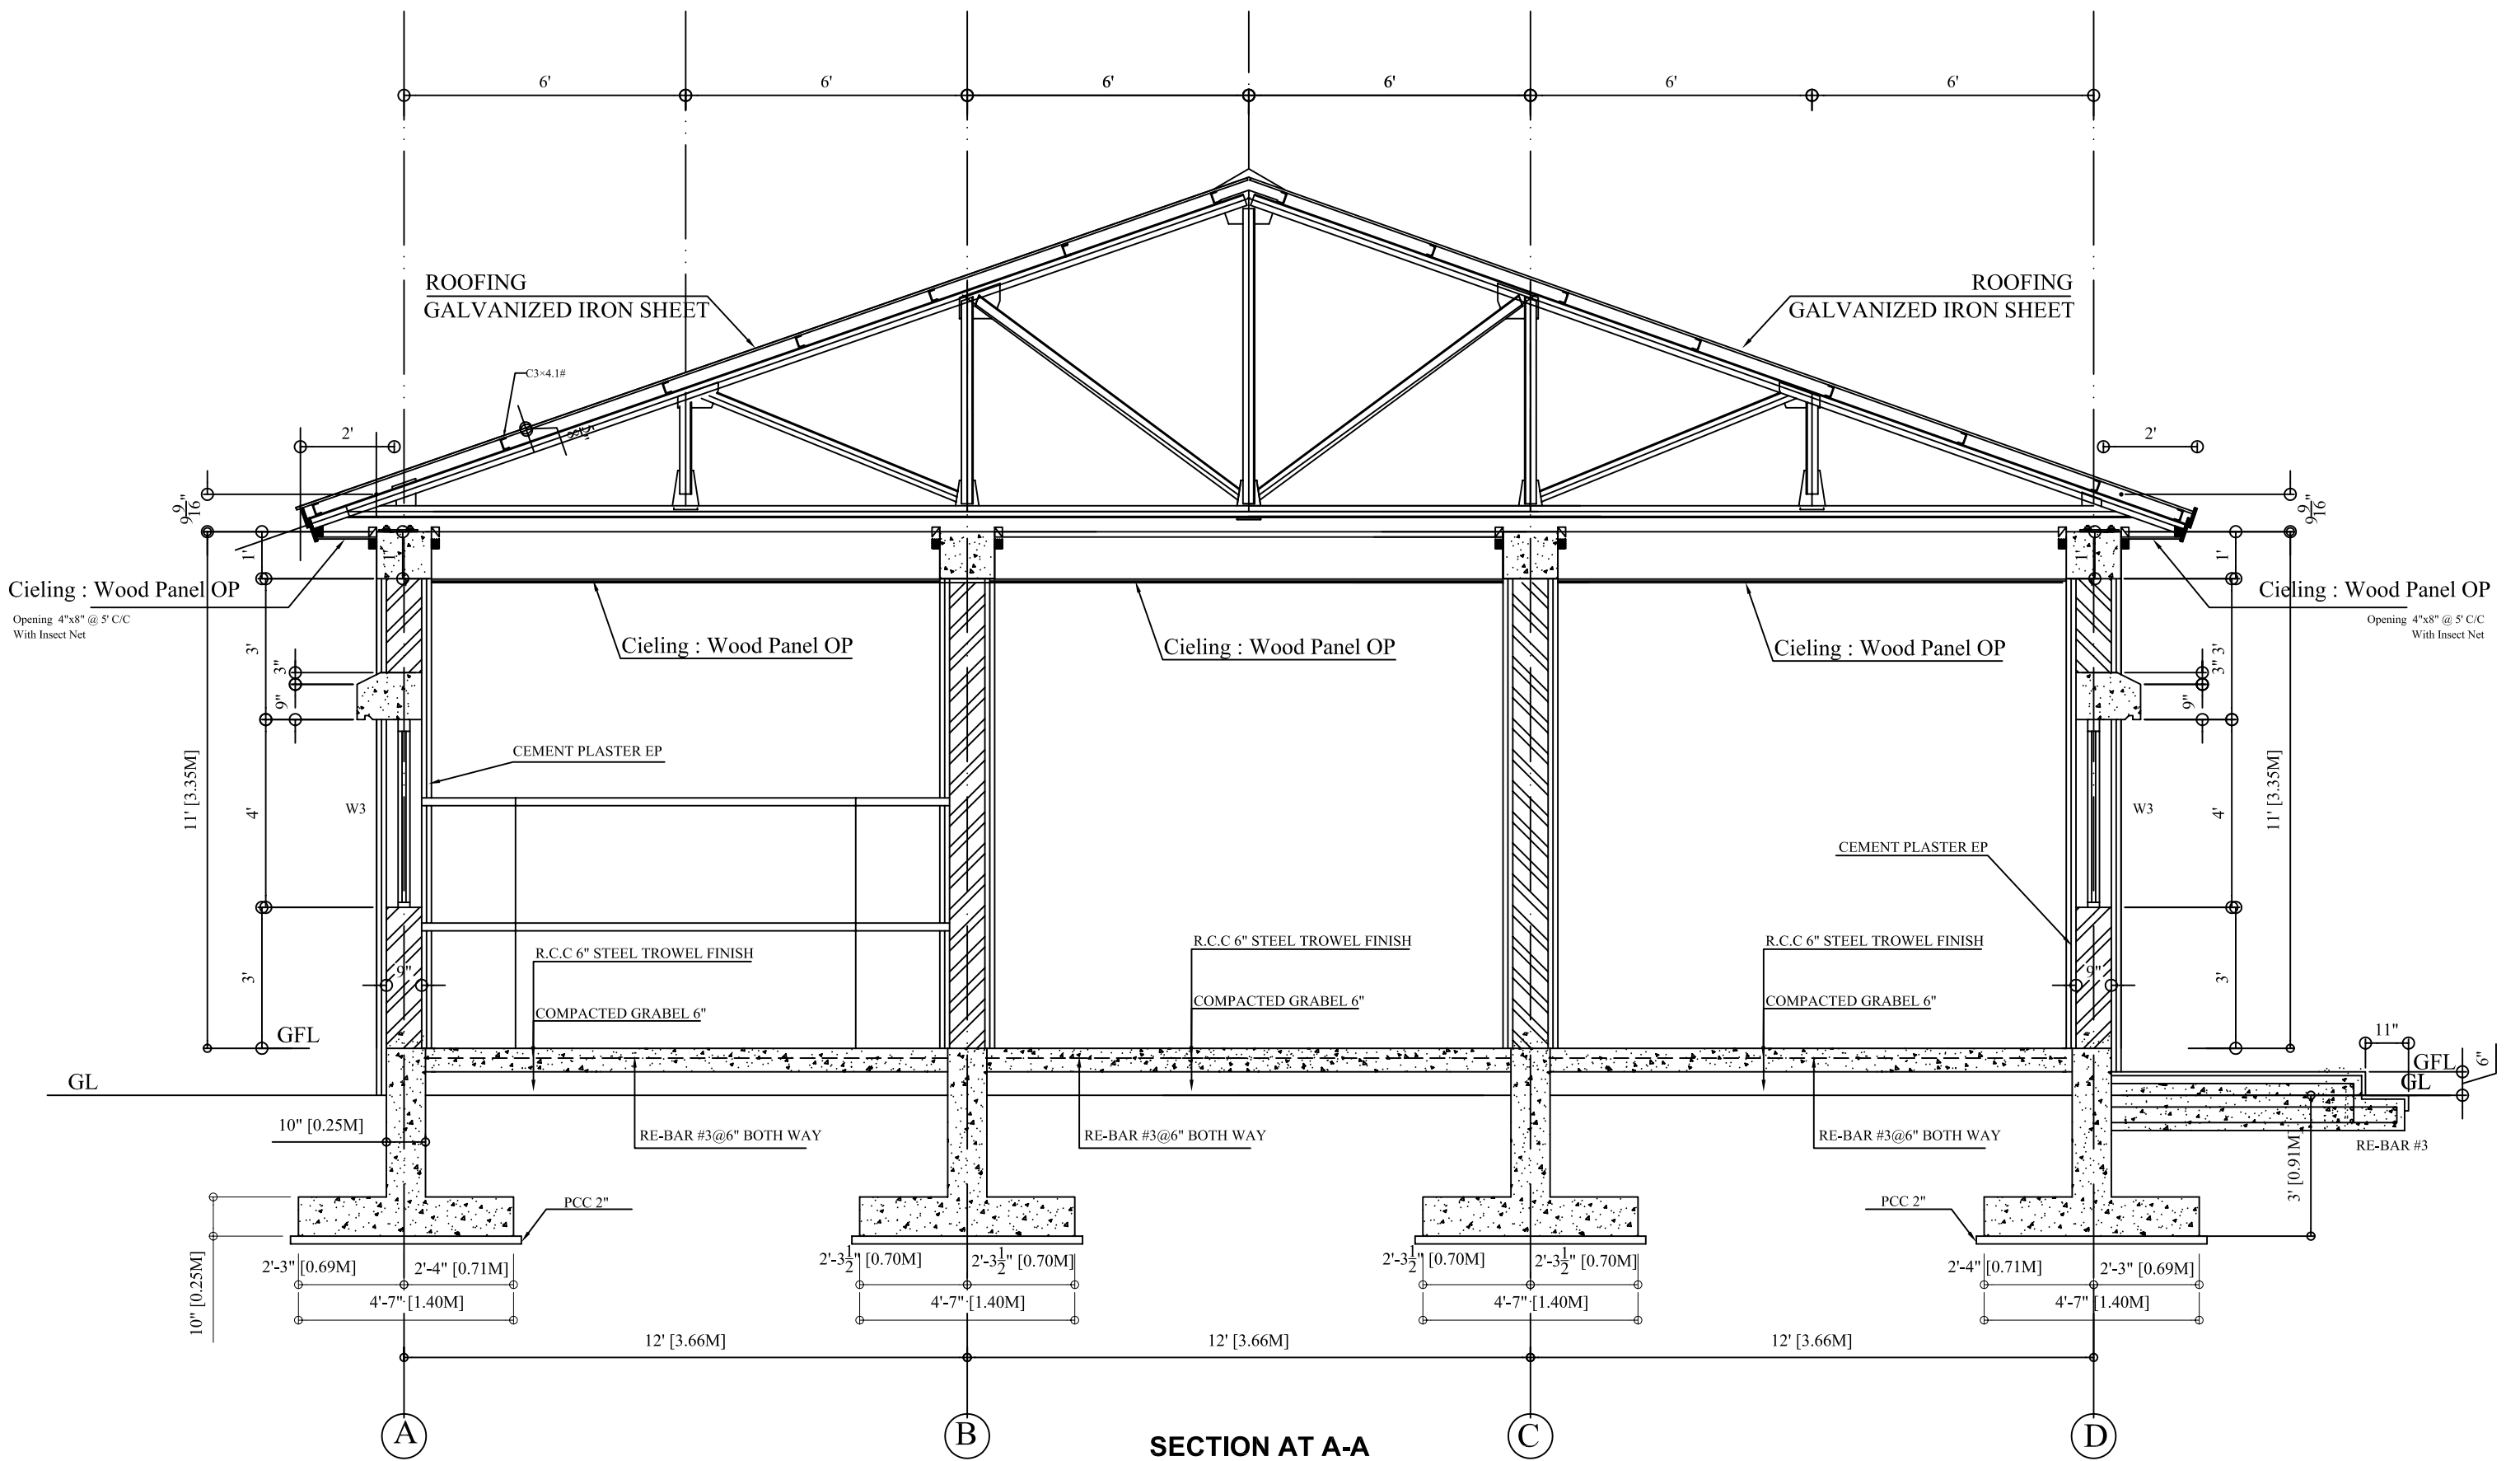 6' 6' 6' 6' 6' 6'
ROOFING
GALVANIZED IRON SHEET
ROOFING
GALVANIZED IRON SHEET
C3×4.1#
2'
2'
9 9/16"
9 9/16"
1'
1'
1'
1'
Cieling : Wood Panel OP
Opening 4"x8" @ 5' C/C
With Insect Net
Cieling : Wood Panel OP
Cieling : Wood Panel OP
Cieling : Wood Panel OP
Cieling : Wood Panel OP
Opening 4"x8" @ 5' C/C
With Insect Net
3'
3"
9"
3" 3'
9"
CEMENT PLASTER EP
11' [3.35M]
4'
W3
W3
4'
11' [3.35M]
CEMENT PLASTER EP
R.C.C 6" STEEL TROWEL FINISH
R.C.C 6" STEEL TROWEL FINISH
R.C.C 6" STEEL TROWEL FINISH
3'
9"
9"
3'
COMPACTED GRABEL 6"
COMPACTED GRABEL 6"
COMPACTED GRABEL 6"
GFL
11"
GFL
6"
GL
GL
10" [0.25M]
RE-BAR #3@6" BOTH WAY
RE-BAR #3@6" BOTH WAY
RE-BAR #3@6" BOTH WAY
RE-BAR #3
3' [0.91M]
PCC 2"
PCC 2"
10" [0.25M]
2'-3" [0.69M] 2'-4" [0.71M]
2'-3 1/2" [0.70M] 2'-3 1/2" [0.70M]
2'-3 1/2" [0.70M] 2'-3 1/2" [0.70M]
2'-4" [0.71M] 2'-3" [0.69M]
4'-7" [1.40M]
4'-7" [1.40M]
4'-7" [1.40M]
4'-7" [1.40M]
12' [3.66M]
12' [3.66M]
12' [3.66M]
A
B
C
D
SECTION AT A-A